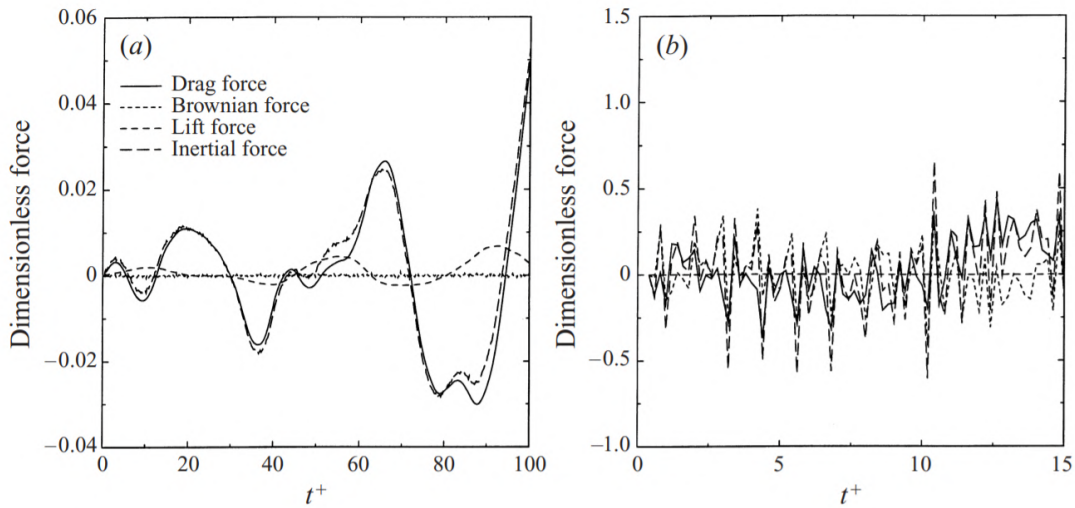 0.06
(a)
Drag force
Brownian force
Lift force
Inertial force
0.04
0.02
0
−0.02
−0.04
0
20
40
60
80
100
Dimensionless force
t+
1.5
(b)
1.0
0.5
0
−0.5
−1.0
0
5
10
15
Dimensionless force
t+